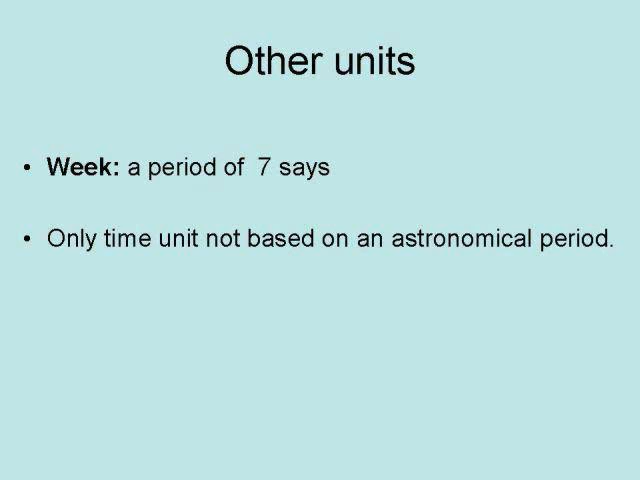 Other units
• Week: a period of  7 says
• Only time unit not based on an astronomical period.